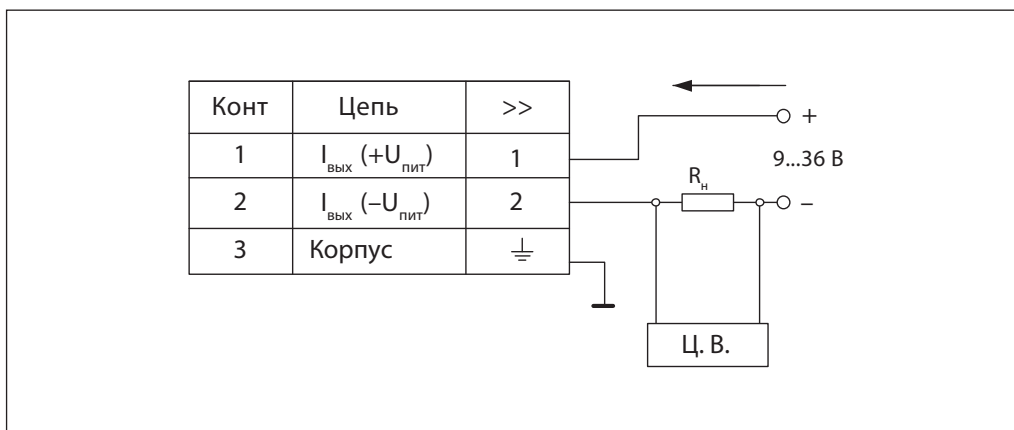 Конт Цепь >>
1 Iвых (+Uпит) 1
2 Iвых (–Uпит) 2
3 Корпус
+
9...36 В
Rн
–
Ц. В.